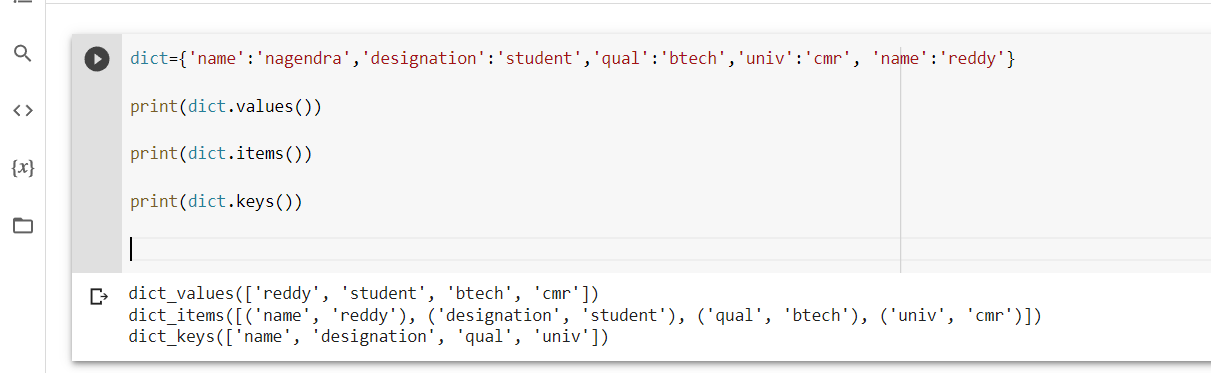 {x}
dict={'name':'nagendra','designation':'student','qual':'btech','univ':'cmr', 'name':'reddy'}
print(dict.values())
print(dict.items())
print(dict.keys())
dict_values(['reddy', 'student', 'btech', 'cmr'])
dict_items([('name', 'reddy'), ('designation', 'student'), ('qual', 'btech'), ('univ', 'cmr')])
dict_keys(['name', 'designation', 'qual', 'univ'])